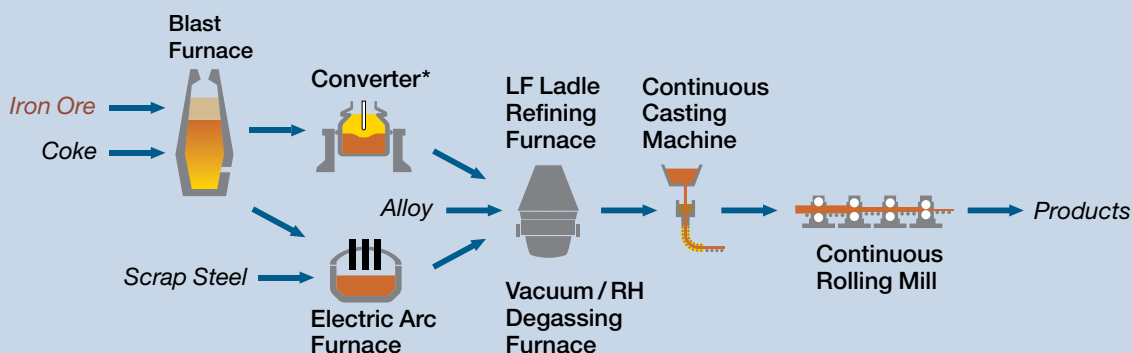 Blast
Furnace
Iron Ore
Coke
Converter*
Alloy
Scrap Steel
Electric Arc
Furnace
LF Ladle
Refining
Furnace
Vacuum / RH
Degassing
Furnace
Continuous
Casting
Machine
Continuous
Rolling Mill
Products